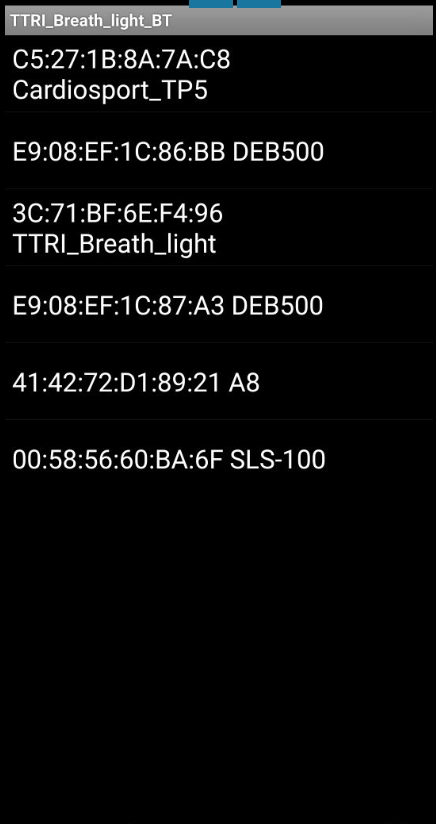 TTRI_Breath_light_BT
C5:27:1B:8A:7A:C8
Cardiosport_TP5
E9:08:EF:1C:86:BB DEB500
3C:71:BF:6E:F4:96
TTRI_Breath_light
E9:08:EF:1C:87:A3 DEB500
41:42:72:D1:89:21 A8
00:58:56:60:BA:6F SLS-100